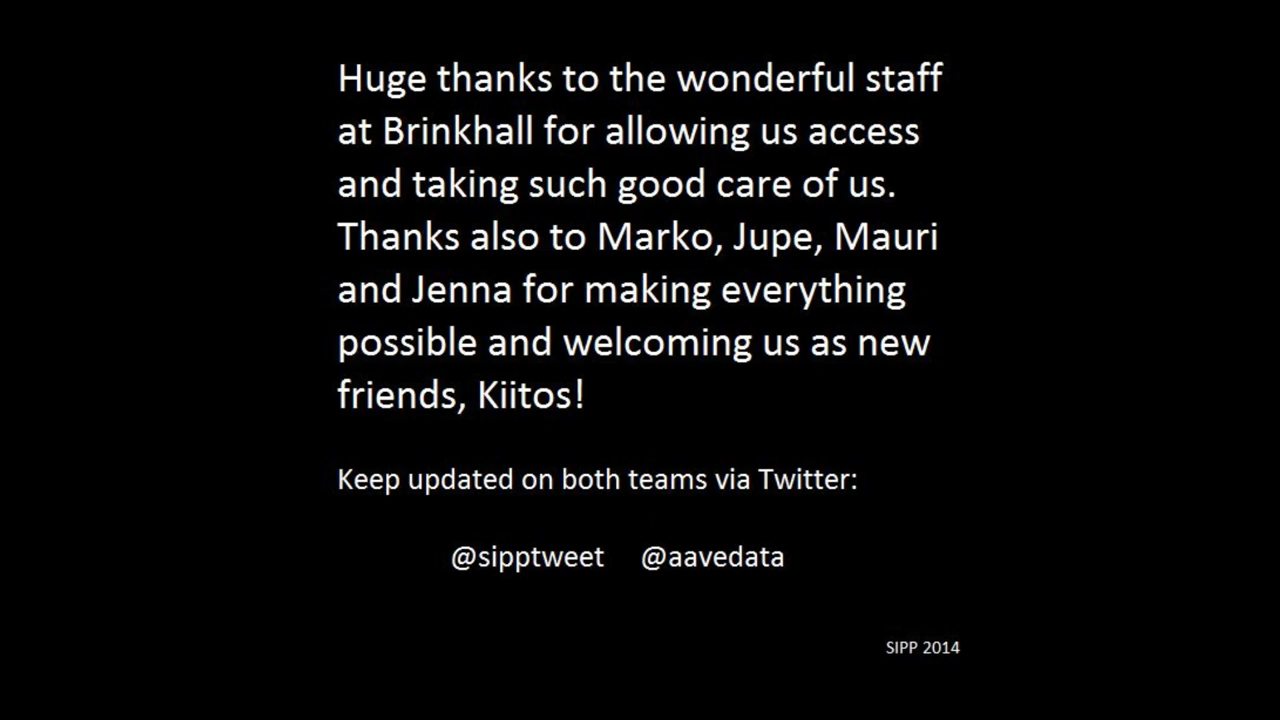 Huge thanks to the wonderful staff
at Brinkhall for allowing us access
and taking such good care of us.
Thanks also to Marko, Jupe, Mauri
and Jenna for making everything
possible and welcoming us as new
friends, Kiitos!
Keep updated on both teams via Twitter:
@sipptweet @aavedata
SIPP 2014